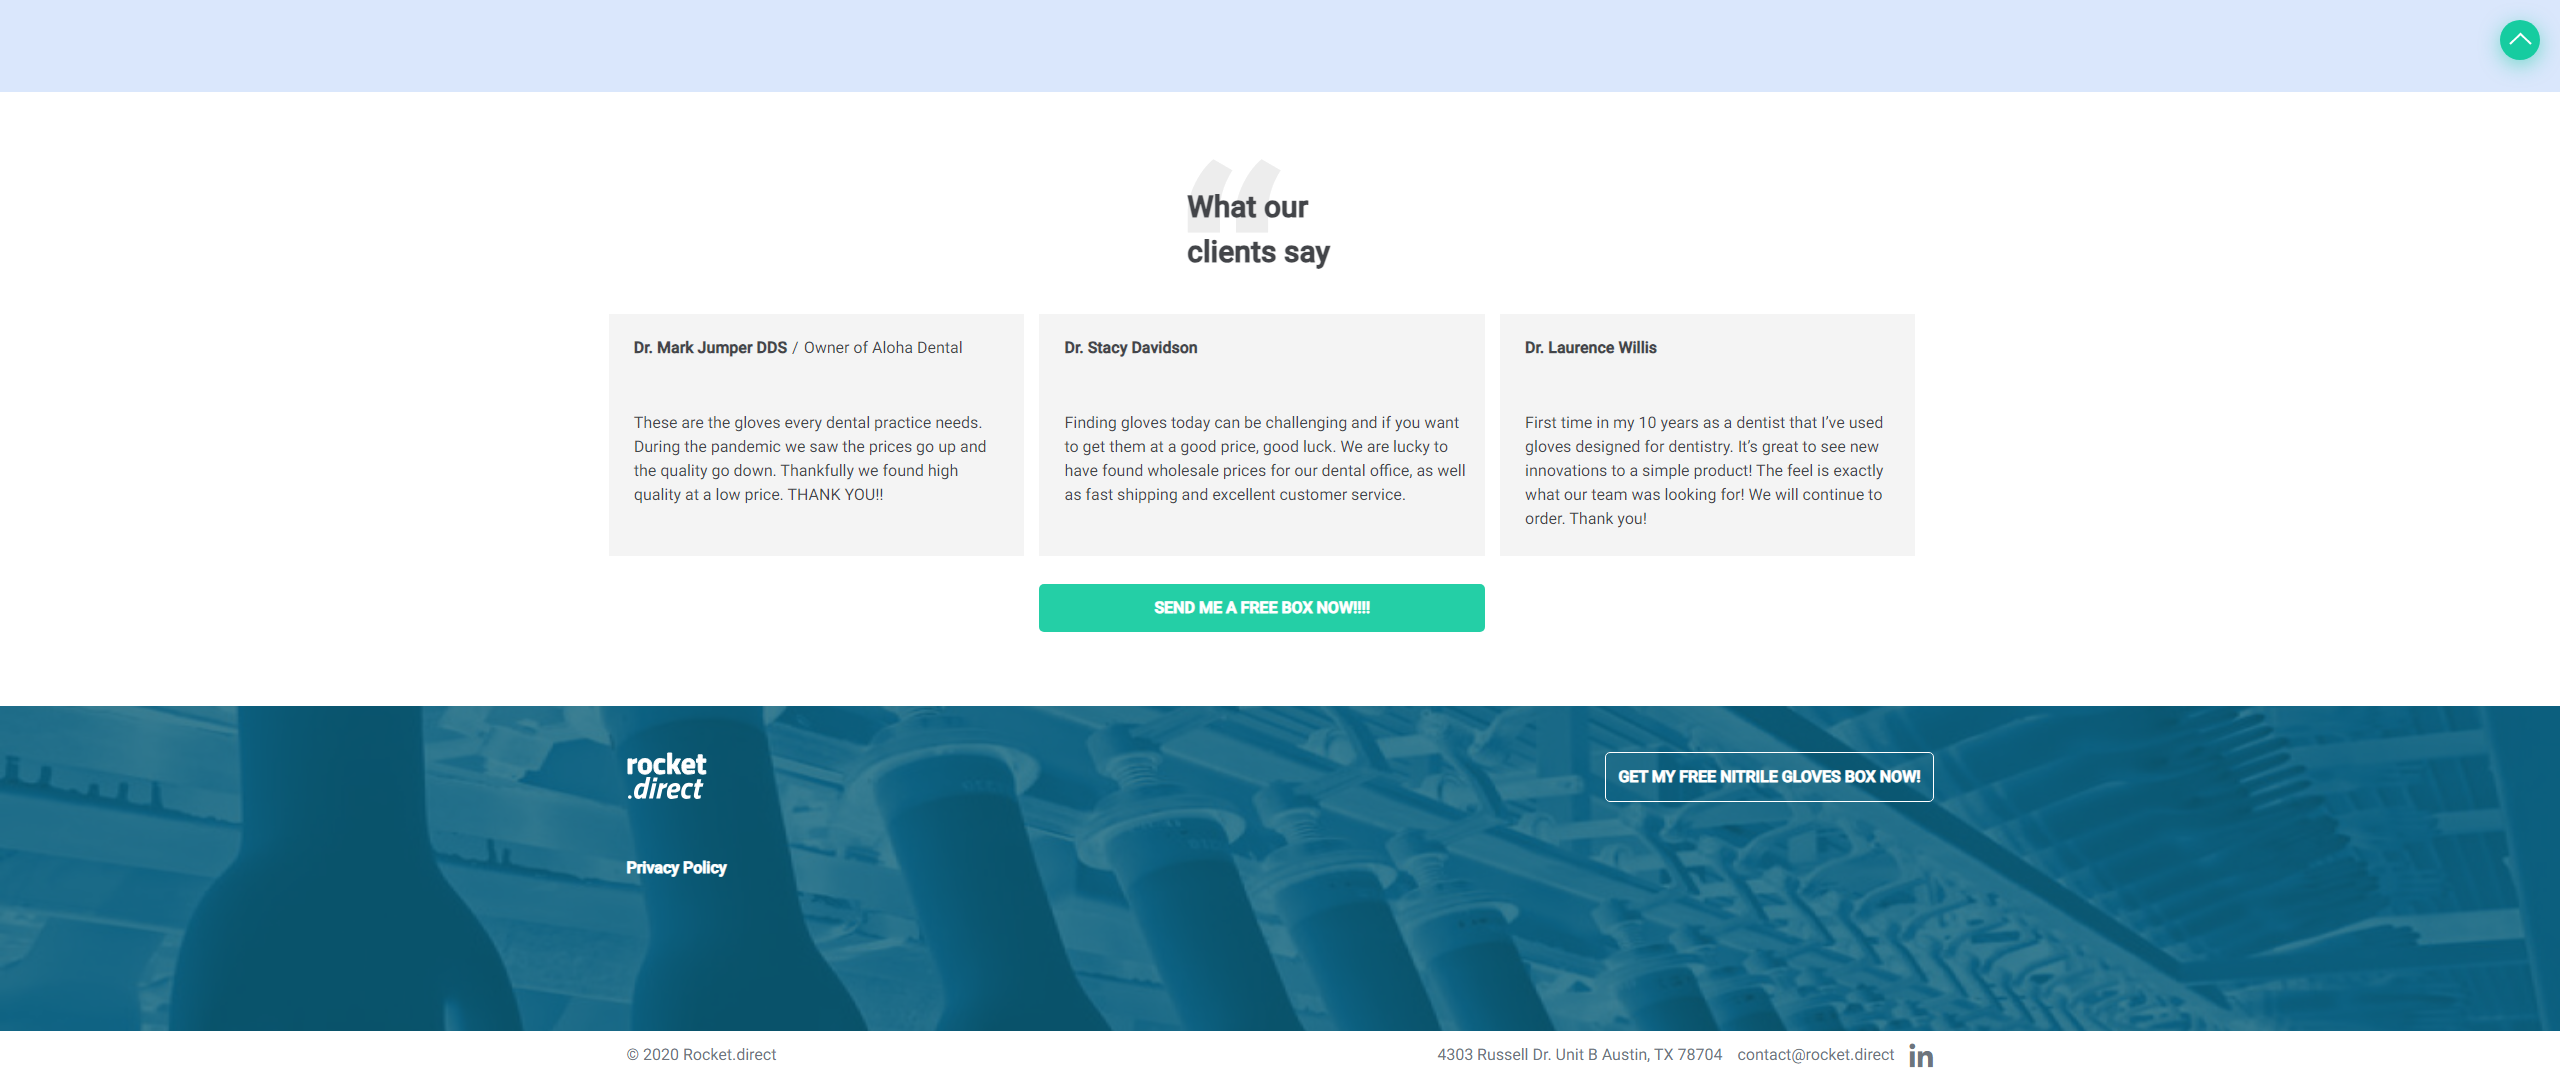 What our
clients say
Dr. Mark Jumper DDS / Owner of Aloha Dental
These are the gloves every dental practice needs.
During the pandemic we saw the prices go up and
the quality go down. Thankfully we found high
quality at a low price. THANK YOU!!
Dr. Stacy Davidson
Finding gloves today can be challenging and if you want
to get them at a good price, good luck. We are lucky to
have found wholesale prices for our dental office, as well
as fast shipping and excellent customer service.
Dr. Laurence Willis
First time in my 10 years as a dentist that I’ve used
gloves designed for dentistry. It’s great to see new
innovations to a simple product! The feel is exactly
what our team was looking for! We will continue to
order. Thank you!
SEND ME A FREE BOX NOW!!!!
rocket
.direct
GET MY FREE NITRILE GLOVES BOX NOW!
Privacy Policy
© 2020 Rocket.direct
4303 Russell Dr. Unit B Austin, TX 78704 contact@rocket.direct in